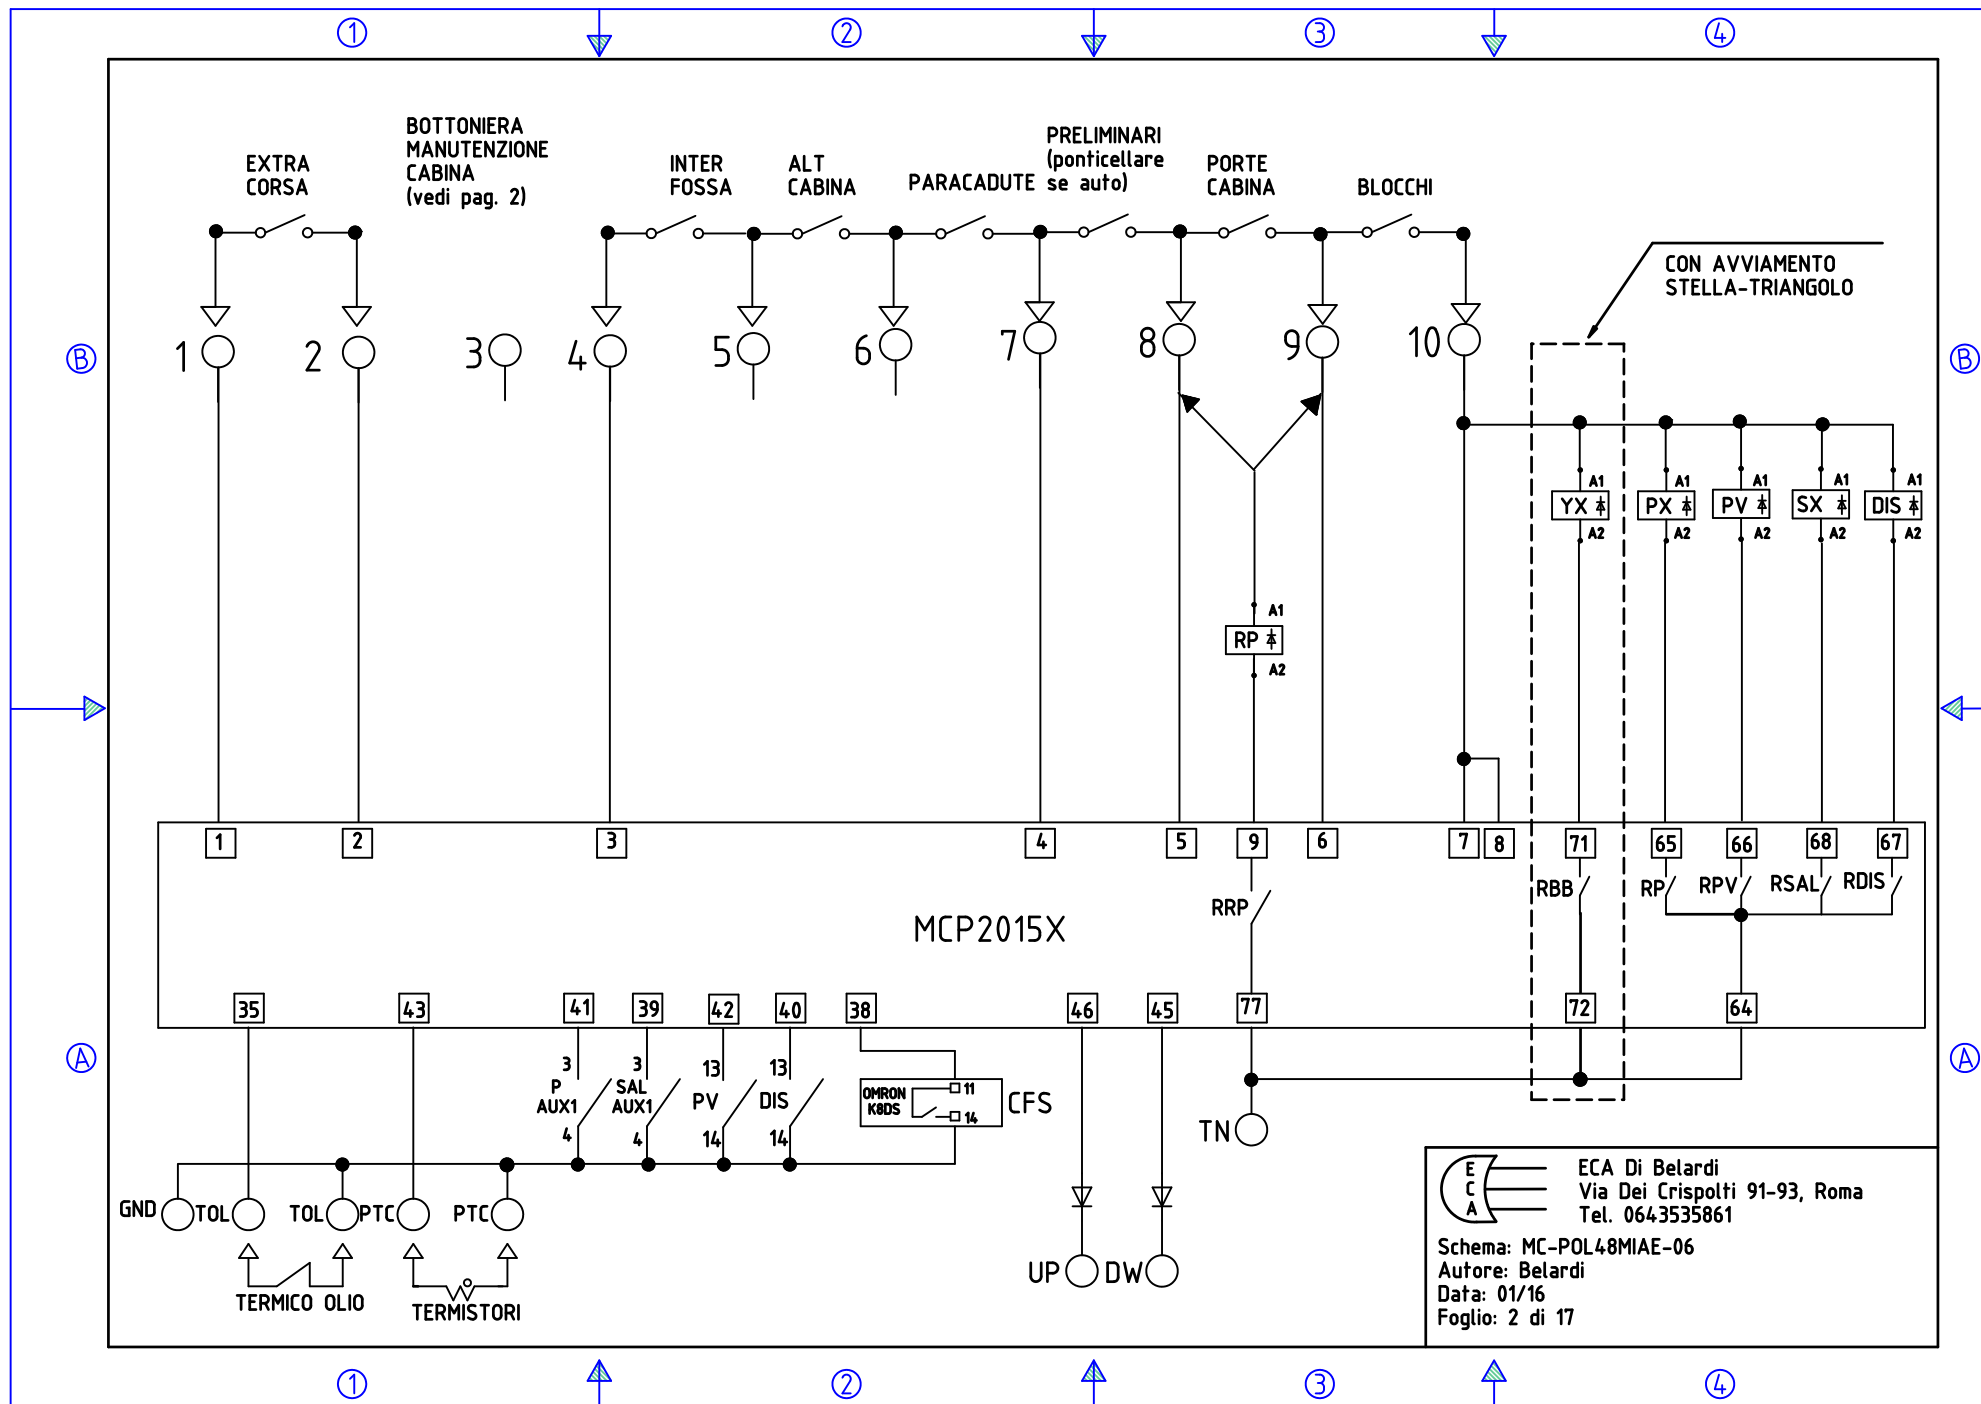 1
2
3
4
BOTTONIERA
MANUTENZIONE
CABINA
(vedi pag. 2)
EXTRA
CORSA
INTER
FOSSA
ALT
CABINA
PARACADUTE
PRELIMINARI
(ponticellare
se auto)
PORTE
CABINA
BLOCCHI
CON AVVIAMENTO
STELLA-TRIANGOLO
B
1
2
3
4
5
6
7
8
9
10
B
A1
A1
A1
A1
A1
YX
PX
PV
SX
DIS
A2
A2
A2
A2
A2
A1
RP
A2
1
2
3
4
5
9
6
7
8
71
65
66
68
67
RRP
RBB
RP
RPV
RSAL
RDIS
MCP2015X
35
43
41
39
42
40
38
46
45
77
72
64
A
3
P
AUX1
4
3
SAL
AUX1
4
13
PV
14
13
DIS
14
OMRON
K8DS
11
14
CFS
A
TN
GND
TOL
TOL
PTC
PTC
TERMICO OLIO
TERMISTORI
UP
DW
E
C
A
ECA Di Belardi
Via Dei Crispolti 91-93, Roma
Tel. 0643535861
Schema: MC-POL48MIAE-06
Autore: Belardi
Data: 01/16
Foglio: 2 di 17
1
2
3
4